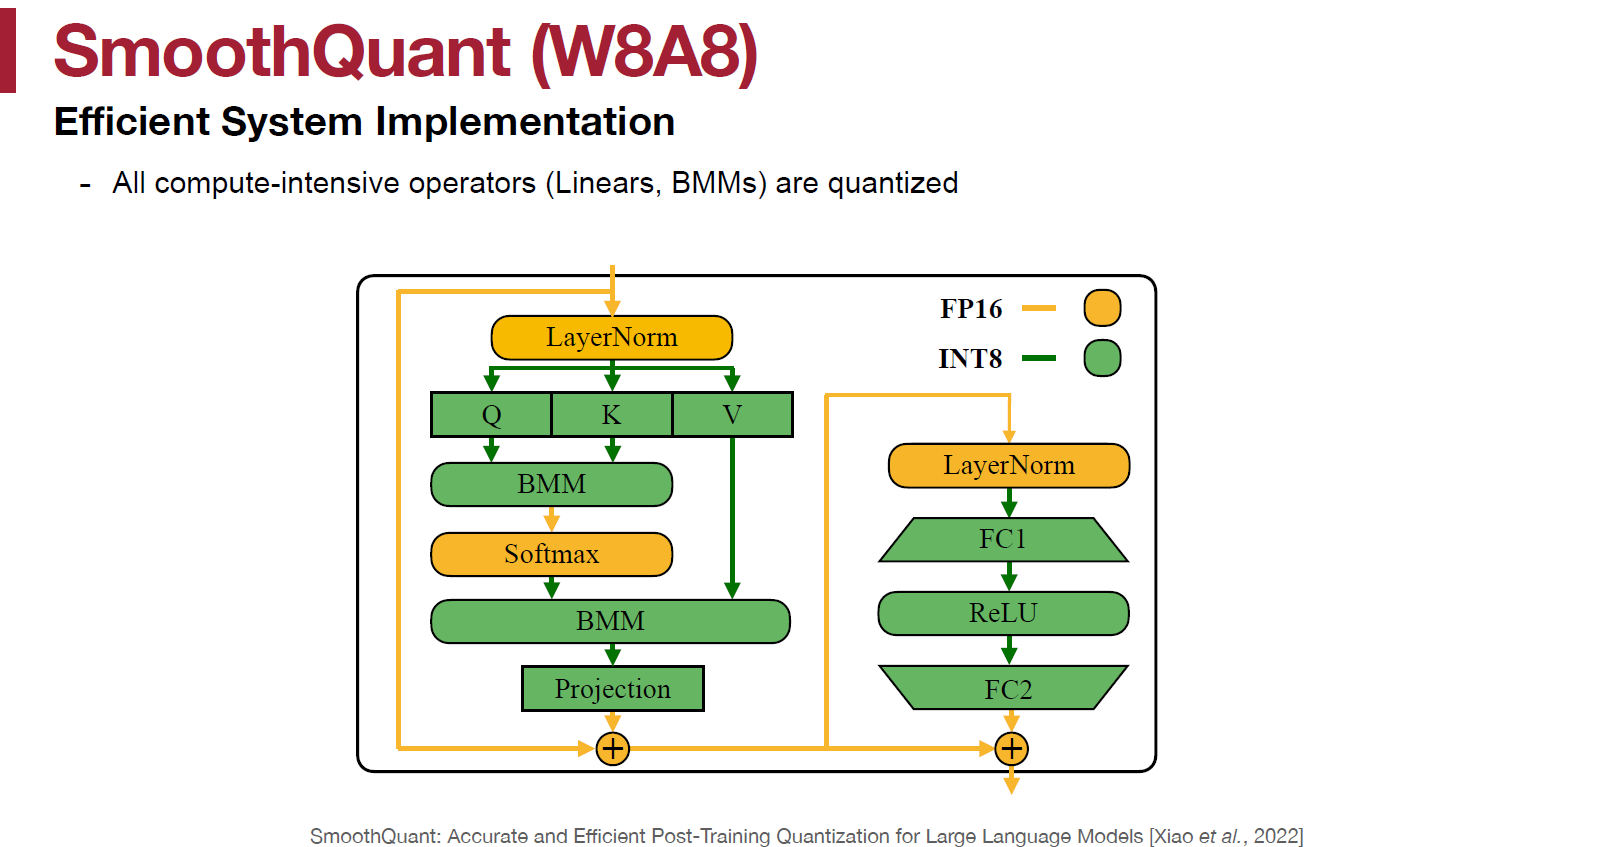 SmoothQuant (W8A8)
Efficient System Implementation
- All compute-intensive operators (Linears, BMMs) are quantized
FP16
INT8
LayerNorm
Q K V
BMM
Softmax
BMM
Projection
+
LayerNorm
FC1
ReLU
FC2
+
SmoothQuant: Accurate and Efficient Post-Training Quantization for Large Language Models [Xiao et al., 2022]